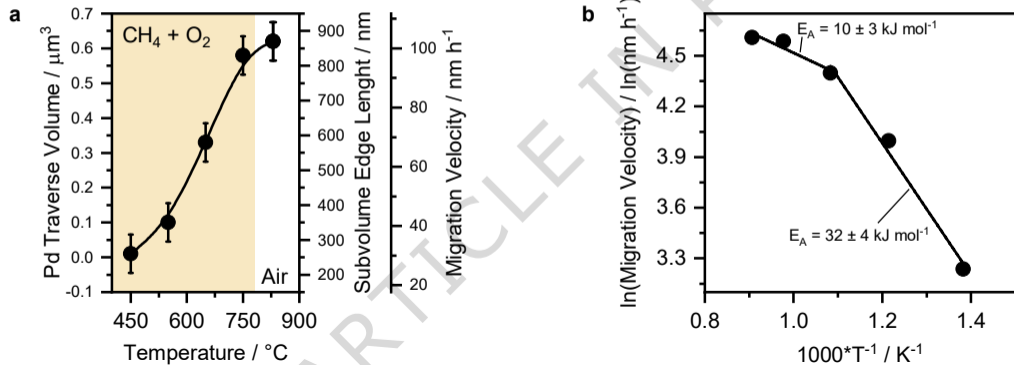 a
CH₄ + O₂
Air
Pd Traverse Volume / μm³
0.7
0.6
0.5
0.4
0.3
0.2
0.1
0.0
-0.1
450 600 750 900
Temperature / °C
900
800
700
600
500
400
300
200
Subvolume Edge Lenght / nm
100
80
60
40
20
Migration Velocity / nm h⁻¹
b
ln(Migration Velocity) / ln(nm h⁻¹)
4.5
4.2
3.9
3.6
3.3
E_A = 10 ± 3 kJ mol⁻¹
E_A = 32 ± 4 kJ mol⁻¹
0.8 1.0 1.2 1.4
1000*T⁻¹ / K⁻¹
ARTICLE IN